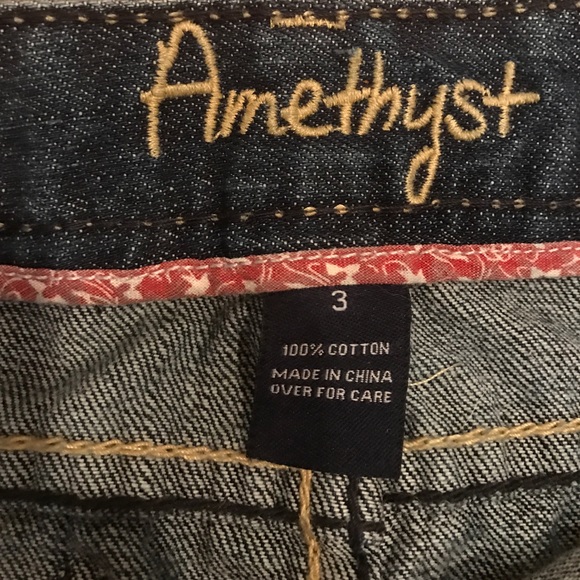 Amethyst
3
100% COTTON
MADE IN CHINA
OVER FOR CARE